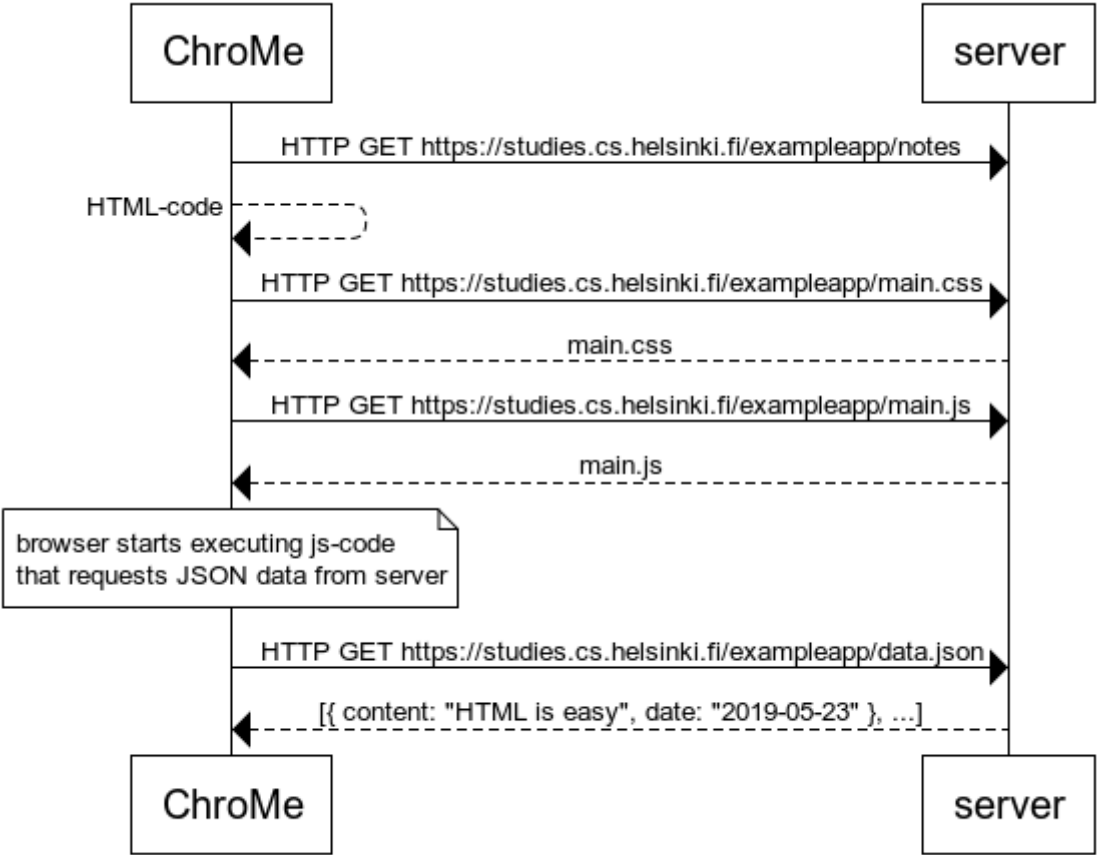 ChroMe
server
HTTP GET https://studies.cs.helsinki.fi/exampleapp/notes
HTML-code
HTTP GET https://studies.cs.helsinki.fi/exampleapp/main.css
main.css
HTTP GET https://studies.cs.helsinki.fi/exampleapp/main.js
main.js
browser starts executing js-code
that requests JSON data from server
HTTP GET https://studies.cs.helsinki.fi/exampleapp/data.json
[{ content: "HTML is easy", date: "2019-05-23" }, ...]
ChroMe
server